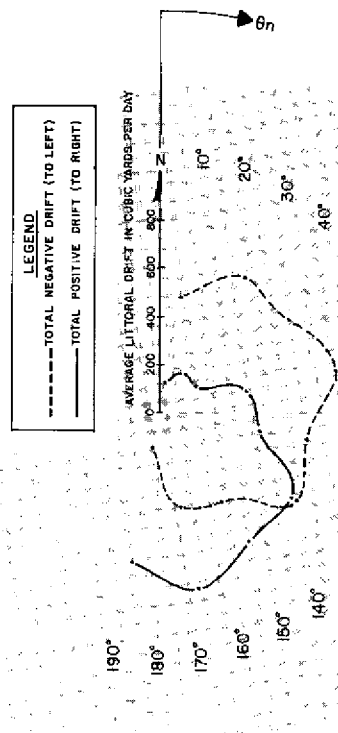 LEGEND
TOTAL NEGATIVE DRIFT (TO LEFT)
TOTAL POSITIVE DRIFT (TO RIGHT)
AVERAGE LITTORAL DRIFT IN CUBIC YARDS PER DAY
0 200 400 600 800 N
θn
10°
20°
30°
40°
190°
180°
170°
160°
150°
140°